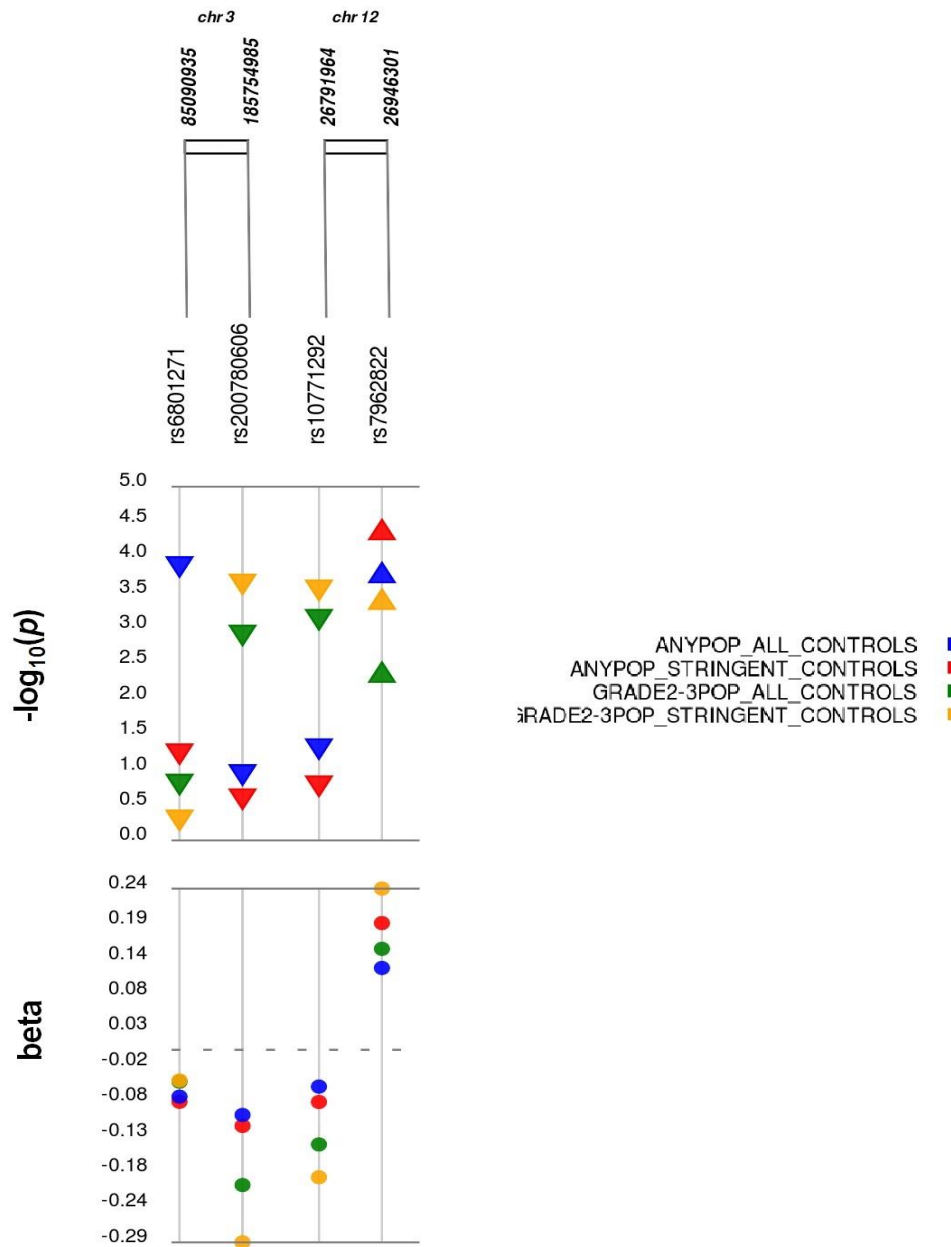 chr 3 chr 12
85090935 185754985 26791964 26946301
rs6801271 rs200780606 rs10771292 rs7962822
-log10(p)
5.0
4.5
4.0
3.5
3.0
2.5
2.0
1.5
1.0
0.5
0.0
ANYPOP_ALL_CONTROLS
ANYPOP_STRINGENT_CONTROLS
GRADE2-3POP_ALL_CONTROLS
GRADE2-3POP_STRINGENT_CONTROLS
beta
0.24
0.19
0.14
0.08
0.03
-0.02
-0.08
-0.13
-0.18
-0.24
-0.29